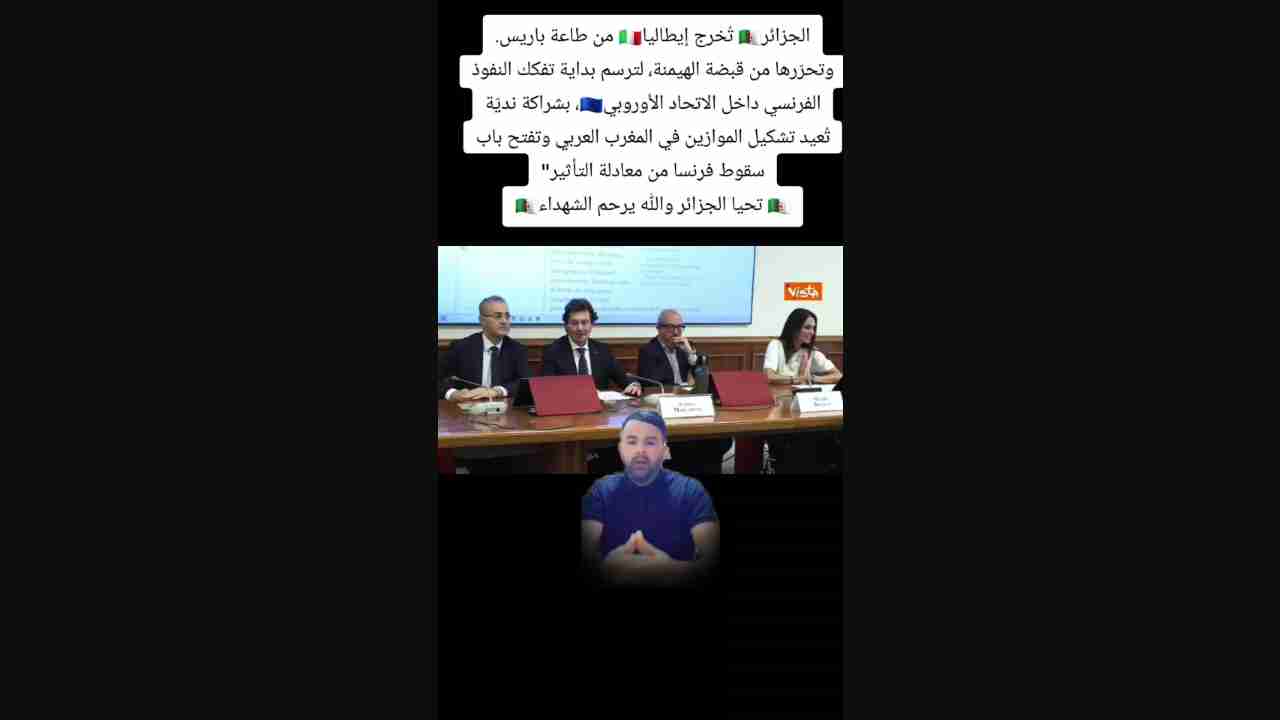 الجزائر🇩🇿 تُخرج إيطاليا🇮🇹 من طاعة باريس.
وتحرّرها من قبضة الهيمنة، لترسم بداية تفكك النفوذ
الفرنسي داخل الاتحاد الأوروبي🇪🇺، بشراكة نديّة
تُعيد تشكيل الموازين في المغرب العربي وتفتح باب
سقوط فرنسا من معادلة التأثير"
🇩🇿 تحيا الجزائر والله يرحم الشهداء🇩🇿
vista